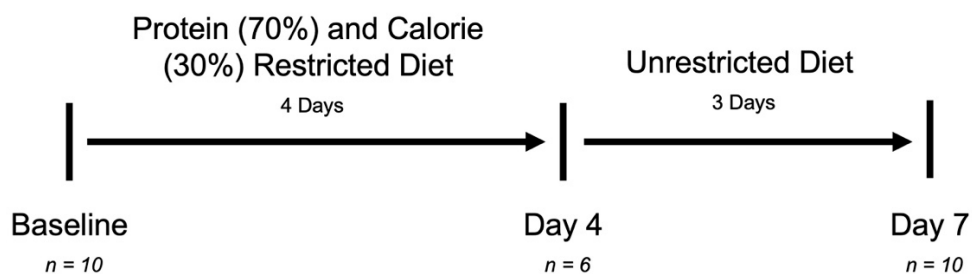 Protein (70%) and Calorie
(30%) Restricted Diet
4 Days
Unrestricted Diet
3 Days
Baseline
n = 10
Day 4
n = 6
Day 7
n = 10